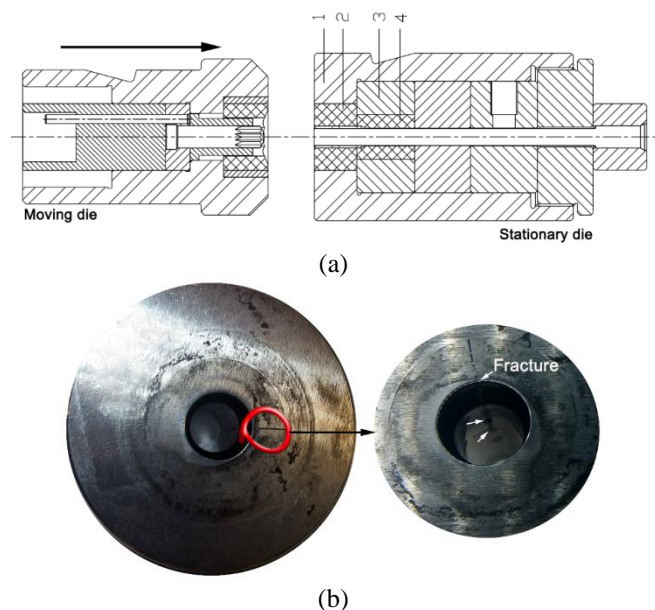 1 2 3 4
Moving die
Stationary die
(a)
Fracture
(b)